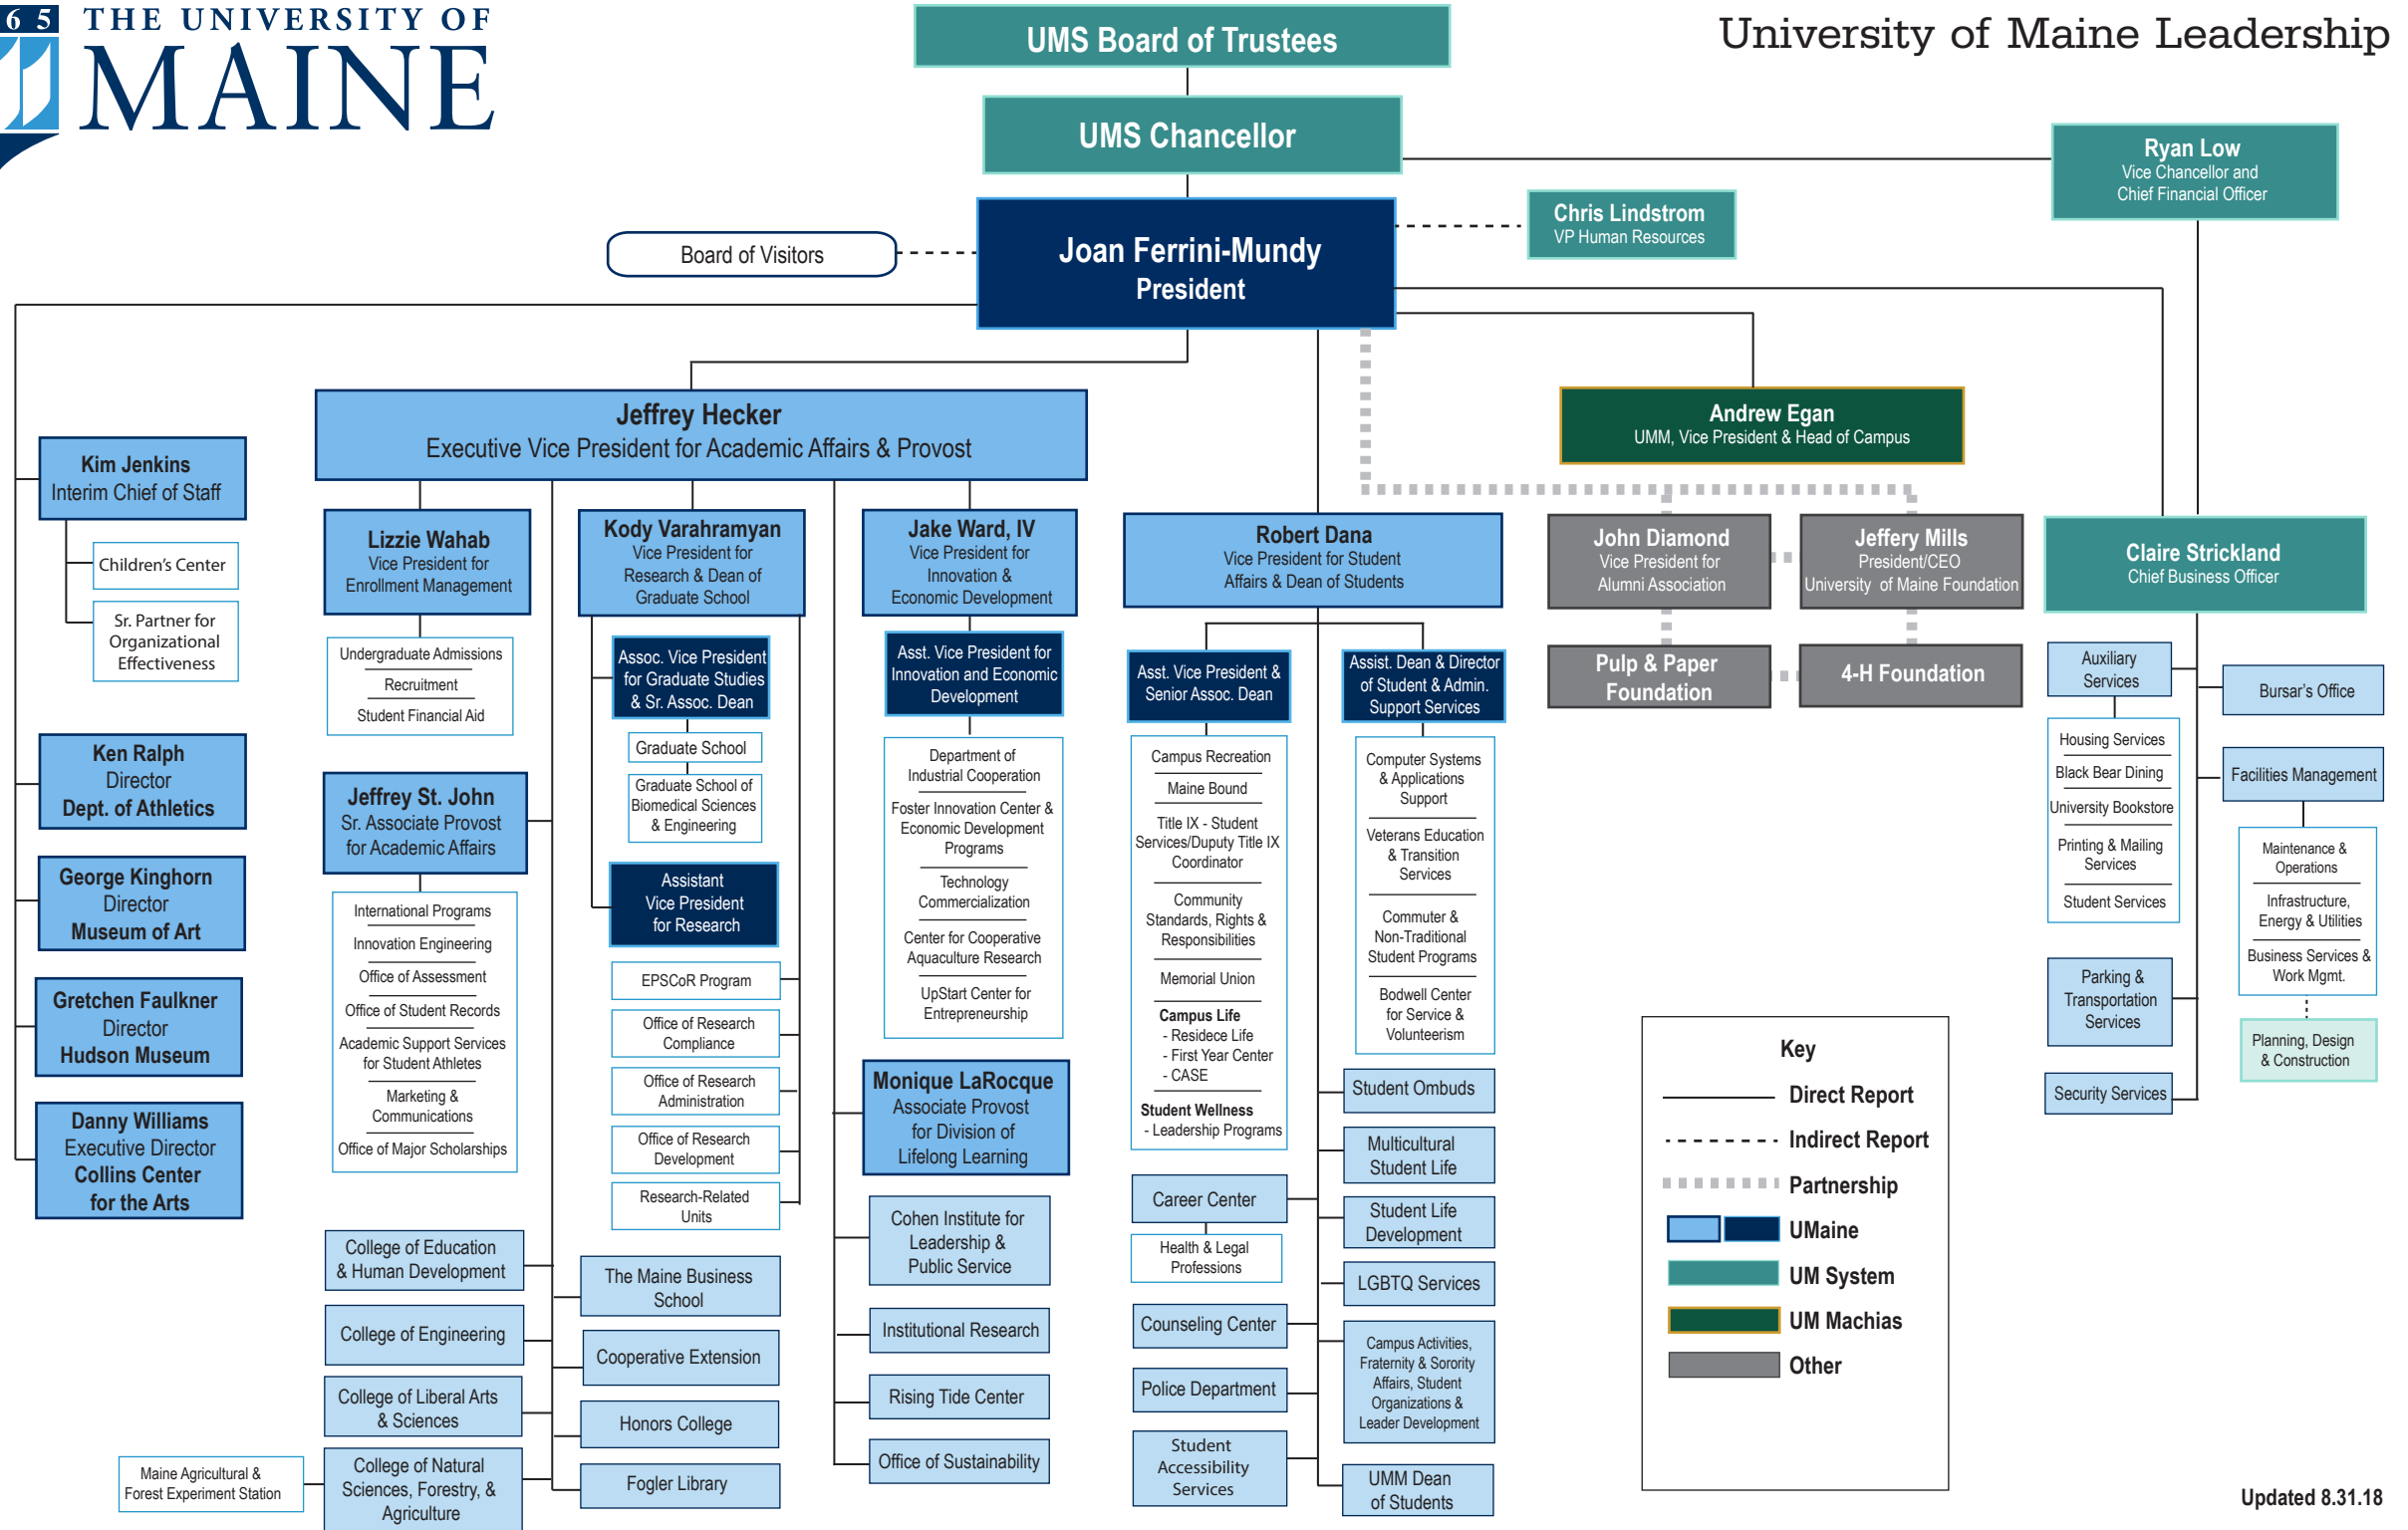 65
THE UNIVERSITY OF
MAINE
University of Maine Leadership
UMS Board of Trustees
UMS Chancellor
Ryan Low
Vice Chancellor and
Chief Financial Officer
Chris Lindstrom
VP Human Resources
Board of Visitors
Joan Ferrini-Mundy
President
Jeffrey Hecker
Executive Vice President for Academic Affairs & Provost
Andrew Egan
UMM, Vice President & Head of Campus
Kim Jenkins
Interim Chief of Staff
Children's Center
Sr. Partner for
Organizational
Effectiveness
Ken Ralph
Director
Dept. of Athletics
George Kinghorn
Director
Museum of Art
Gretchen Faulkner
Director
Hudson Museum
Danny Williams
Executive Director
Collins Center
for the Arts
Lizzie Wahab
Vice President for
Enrollment Management
Undergraduate Admissions
Recruitment
Student Financial Aid
Jeffrey St. John
Sr. Associate Provost
for Academic Affairs
International Programs
Innovation Engineering
Office of Assessment
Office of Student Records
Academic Support Services
for Student Athletes
Marketing &
Communications
Office of Major Scholarships
College of Education
& Human Development
College of Engineering
College of Liberal Arts
& Sciences
College of Natural
Sciences, Forestry, &
Agriculture
Maine Agricultural &
Forest Experiment Station
Kody Varahramyan
Vice President for
Research & Dean of
Graduate School
Assoc. Vice President
for Graduate Studies
& Sr. Assoc. Dean
Graduate School
Graduate School of
Biomedical Sciences
& Engineering
Assistant
Vice President
for Research
EPSCoR Program
Office of Research
Compliance
Office of Research
Administration
Office of Research
Development
Research-Related
Units
The Maine Business
School
Cooperative Extension
Honors College
Fogler Library
Jake Ward, IV
Vice President for
Innovation &
Economic Development
Asst. Vice President for
Innovation and Economic
Development
Department of
Industrial Cooperation
Foster Innovation Center &
Economic Development
Programs
Technology
Commercialization
Center for Cooperative
Aquaculture Research
UpStart Center for
Entrepreneurship
Monique LaRocque
Associate Provost
for Division of
Lifelong Learning
Cohen Institute for
Leadership &
Public Service
Institutional Research
Rising Tide Center
Office of Sustainability
Robert Dana
Vice President for Student
Affairs & Dean of Students
Asst. Vice President &
Senior Assoc. Dean
Campus Recreation
Maine Bound
Title IX - Student
Services/Duputy Title IX
Coordinator
Community
Standards, Rights &
Responsibilities
Memorial Union
Campus Life
- Residece Life
- First Year Center
- CASE
Student Wellness
- Leadership Programs
Career Center
Health & Legal
Professions
Counseling Center
Police Department
Student
Accessibility
Services
Assist. Dean & Director
of Student & Admin.
Support Services
Computer Systems
& Applications
Support
Veterans Education
& Transition
Services
Commuter &
Non-Traditional
Student Programs
Bodwell Center
for Service &
Volunteerism
Student Ombuds
Multicultural
Student Life
Student Life
Development
LGBTQ Services
Campus Activities,
Fraternity & Sorority
Affairs, Student
Organizations &
Leader Development
UMM Dean
of Students
John Diamond
Vice President for
Alumni Association
Jeffery Mills
President/CEO
University of Maine Foundation
Pulp & Paper
Foundation
4-H Foundation
Claire Strickland
Chief Business Officer
Auxiliary
Services
Housing Services
Black Bear Dining
University Bookstore
Printing & Mailing
Services
Student Services
Parking &
Transportation
Services
Security Services
Bursar's Office
Facilities Management
Maintenance &
Operations
Infrastructure,
Energy & Utilities
Business Services &
Work Mgmt.
Planning, Design
& Construction
Key
Direct Report
Indirect Report
Partnership
UMaine
UM System
UM Machias
Other
Updated 8.31.18